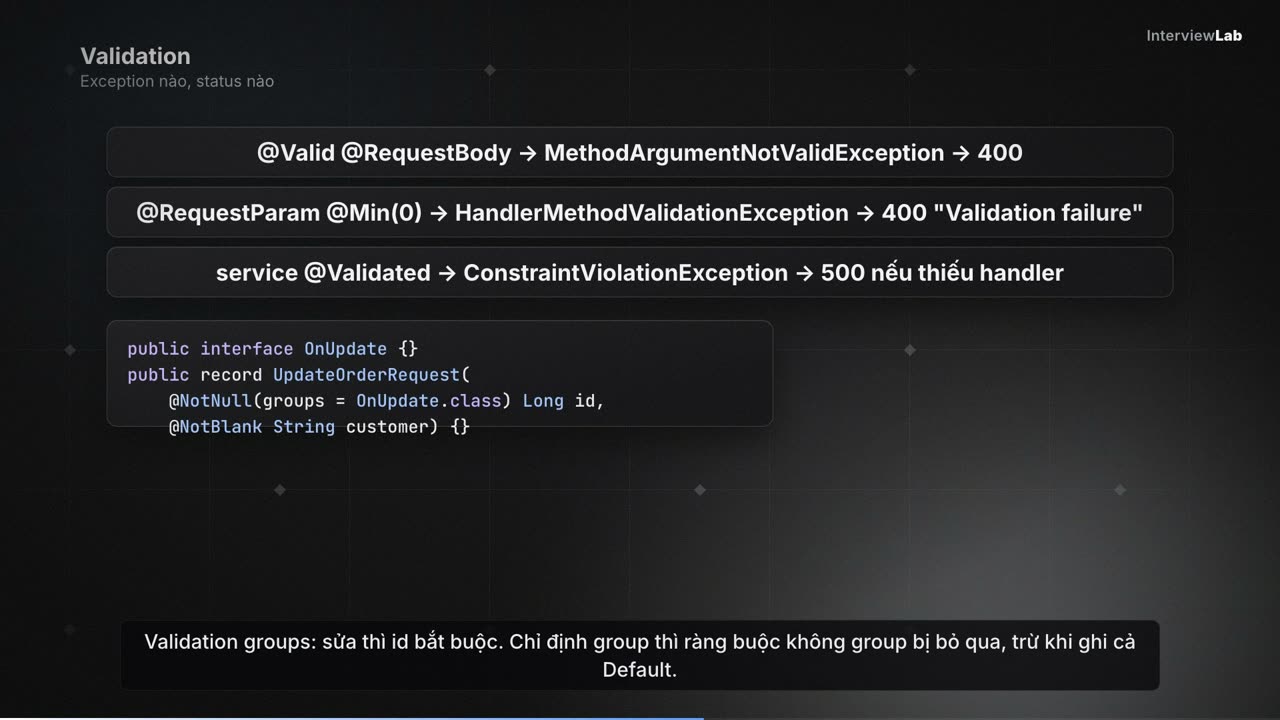 InterviewLab
Validation
Exception nào, status nào
@Valid @RequestBody → MethodArgumentNotValidException → 400
@RequestParam @Min(0) → HandlerMethodValidationException → 400 "Validation failure"
service @Validated → ConstraintViolationException → 500 nếu thiếu handler
public interface OnUpdate {}
public record UpdateOrderRequest(
    @NotNull(groups = OnUpdate.class) Long id,
    @NotBlank String customer) {}
Validation groups: sửa thì id bắt buộc. Chỉ định group thì ràng buộc không group bị bỏ qua, trừ khi ghi cả
Default.